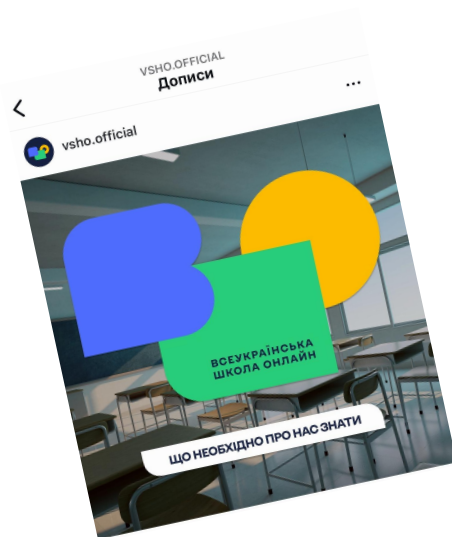 VSHO.OFFICIAL
Дописи
vsho.official
ВСЕУКРАЇНСЬКА
ШКОЛА ОНЛАЙН
ЩО НЕОБХІДНО ПРО НАС ЗНАТИ